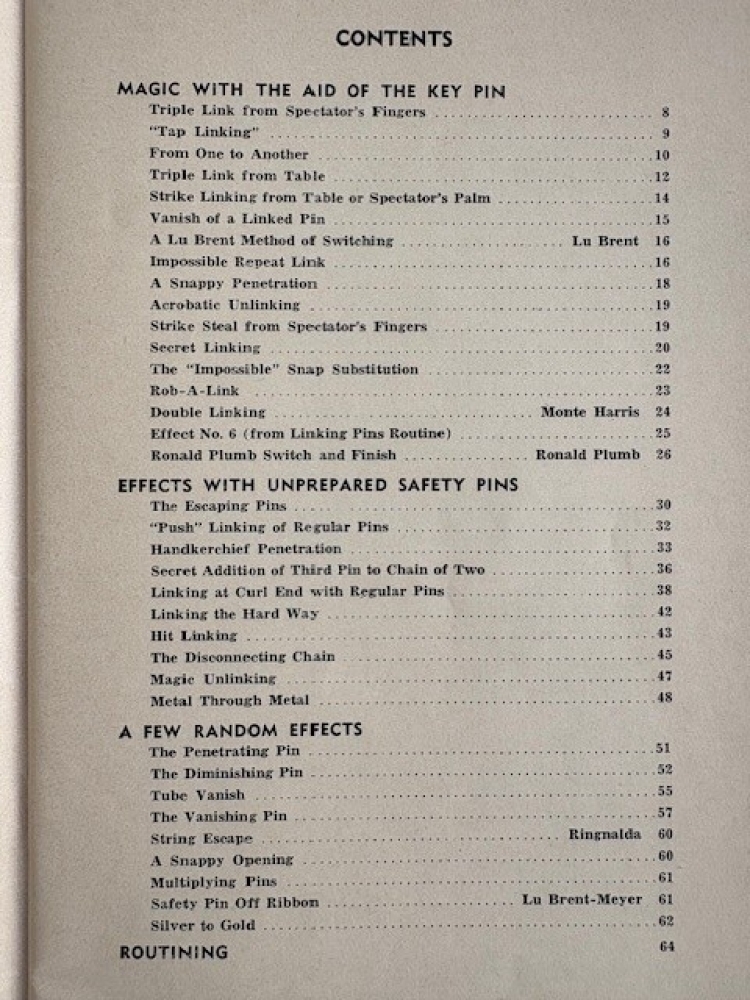 CONTENTS
MAGIC WITH THE AID OF THE KEY PIN
Triple Link from Spectator's Fingers 8
"Tap Linking" 9
From One to Another 10
Triple Link from Table 12
Strike Linking from Table or Spectator's Palm 14
Vanish of a Linked Pin 15
A Lu Brent Method of Switching Lu Brent 16
Impossible Repeat Link 16
A Snappy Penetration 18
Acrobatic Unlinking 19
Strike Steal from Spectator's Fingers 19
Secret Linking 20
The "Impossible" Snap Substitution 22
Rob-A-Link 23
Double Linking Monte Harris 24
Effect No. 6 (from Linking Pins Routine) 25
Ronald Plumb Switch and Finish Ronald Plumb 26
EFFECTS WITH UNPREPARED SAFETY PINS
The Escaping Pins 30
"Push" Linking of Regular Pins 32
Handkerchief Penetration 33
Secret Addition of Third Pin to Chain of Two 36
Linking at Curl End with Regular Pins 38
Linking the Hard Way 42
Hit Linking 43
The Disconnecting Chain 45
Magic Unlinking 47
Metal Through Metal 48
A FEW RANDOM EFFECTS
The Penetrating Pin 51
The Diminishing Pin 52
Tube Vanish 55
The Vanishing Pin 57
String Escape Ringnalda 60
A Snappy Opening 60
Multiplying Pins 61
Safety Pin Off Ribbon Lu Brent-Meyer 61
Silver to Gold 62
ROUTINING 64